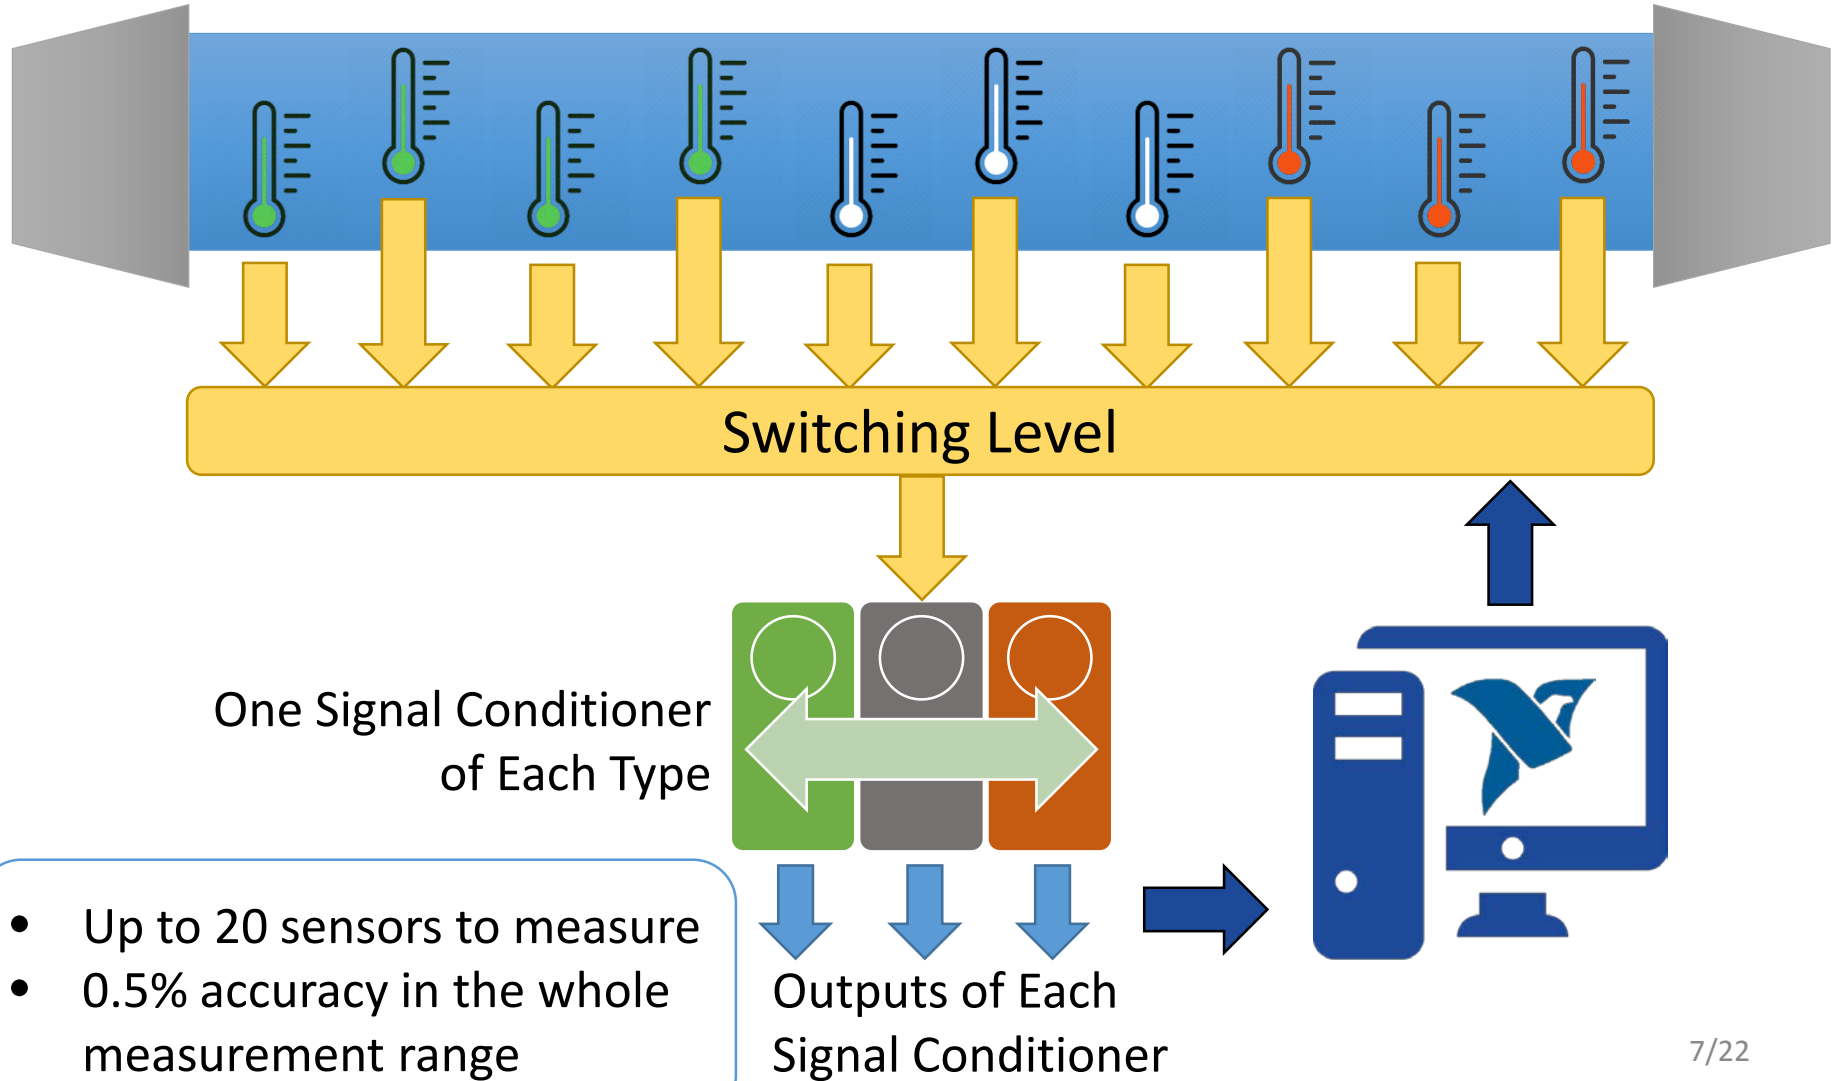 Switching Level
One Signal Conditioner
of Each Type
• Up to 20 sensors to measure
• 0.5% accuracy in the whole
measurement range
Outputs of Each
Signal Conditioner
7/22